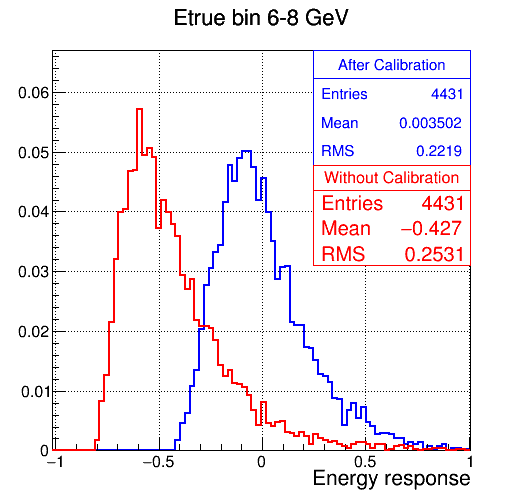 Etrue bin 6-8 GeV
After Calibration
Entries 4431
Mean 0.003502
RMS 0.2219
Without Calibration
Entries 4431
Mean −0.427
RMS 0.2531
0.06
0.05
0.04
0.03
0.02
0.01
0
−1 −0.5 0 0.5 1
Energy response